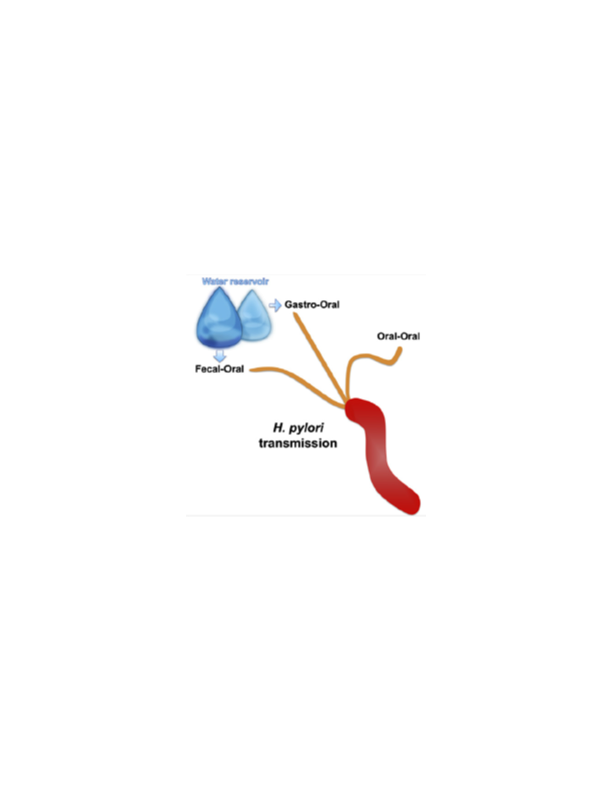 Water reservoir
Gastro-Oral
Oral-Oral
Fecal-Oral
H. pylori
transmission